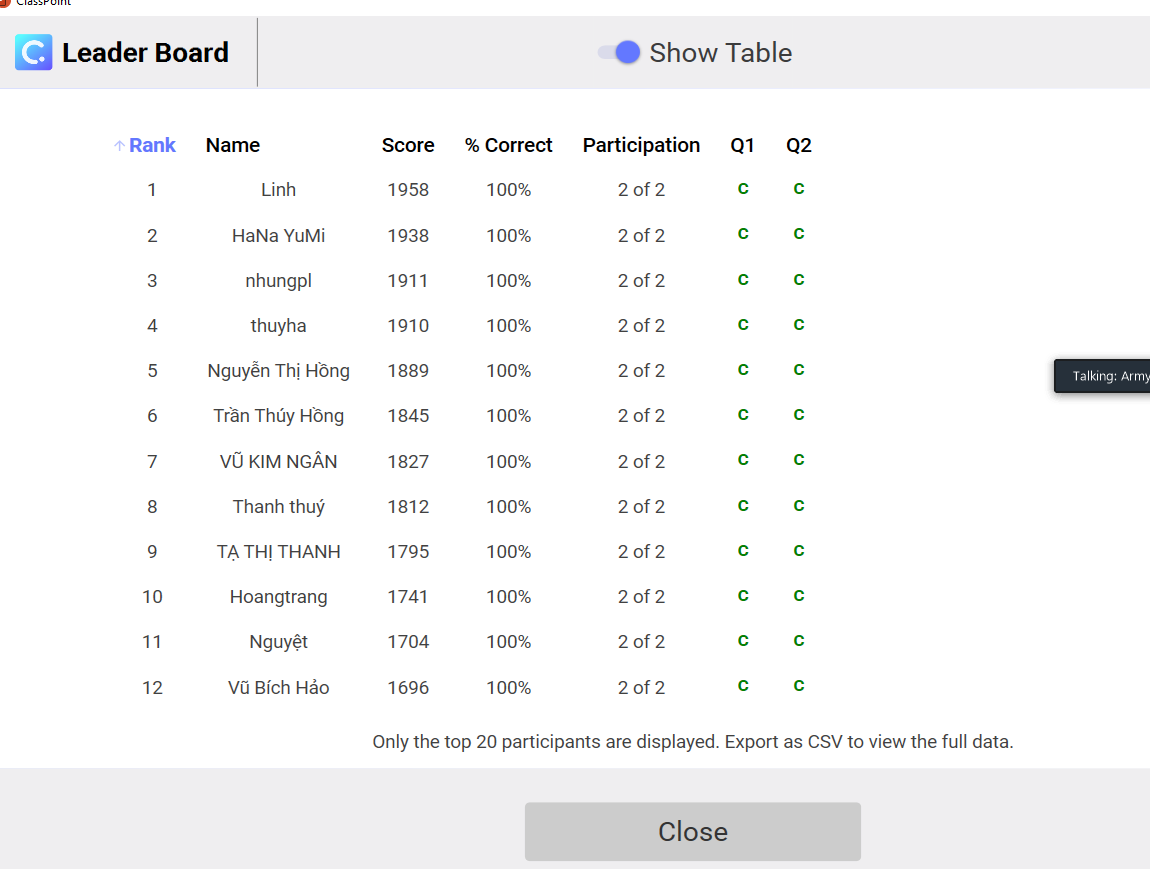 ClassPoint
Leader Board
Show Table
↑ Rank Name Score % Correct Participation Q1 Q2
1 Linh 1958 100% 2 of 2 C C
2 HaNa YuMi 1938 100% 2 of 2 C C
3 nhungpl 1911 100% 2 of 2 C C
4 thuyha 1910 100% 2 of 2 C C
5 Nguyễn Thị Hồng 1889 100% 2 of 2 C C
6 Trần Thúy Hồng 1845 100% 2 of 2 C C
7 VŨ KIM NGÂN 1827 100% 2 of 2 C C
8 Thanh thuý 1812 100% 2 of 2 C C
9 TẠ THỊ THANH 1795 100% 2 of 2 C C
10 Hoangtrang 1741 100% 2 of 2 C C
11 Nguyệt 1704 100% 2 of 2 C C
12 Vũ Bích Hảo 1696 100% 2 of 2 C C
Talking: Army
Only the top 20 participants are displayed. Export as CSV to view the full data.
Close